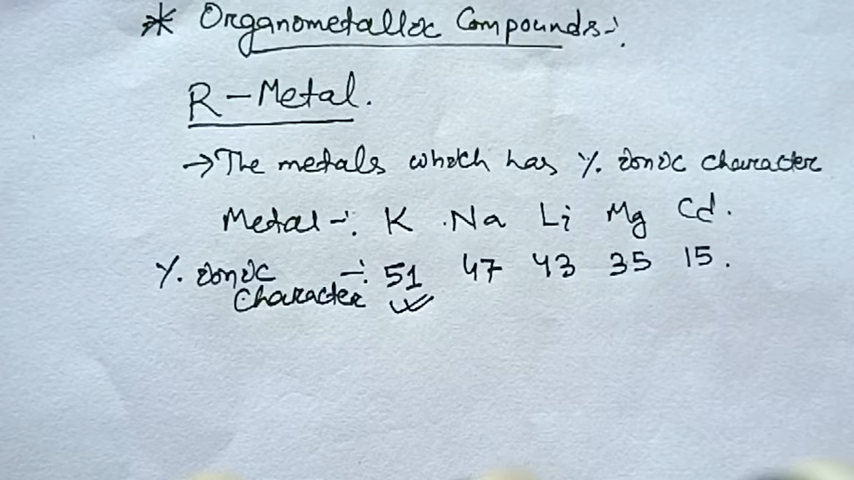 * Organometallic Compounds:-
R-Metal.
→ The metals which has % ionic character
Metal -: K Na Li Mg Cd.
% ionic -: 51 47 43 35 15.
character